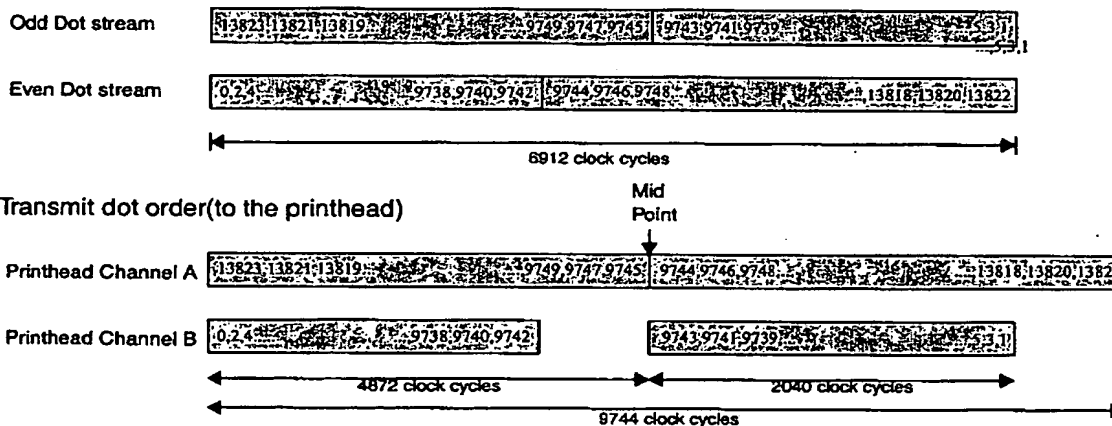 Odd Dot stream 13823, 13821, 13819 9749, 9747, 9745 9743, 9741, 9739 5,3,1
5,3,1
Even Dot stream 0,2,4 9738, 9740, 9742 9744, 9746, 9748 13818, 13820, 13822
6912 clock cycles
Mid
Point
Transmit dot order(to the printhead)
Printhead Channel A 13823, 13821, 13819 9749, 9747, 9745 9744, 9746, 9748 13818, 13820, 1382
Printhead Channel B 0,2,4 9738, 9740, 9742 9743, 9741, 9739 5,3,1
4872 clock cycles 2040 clock cycles
9744 clock cycles